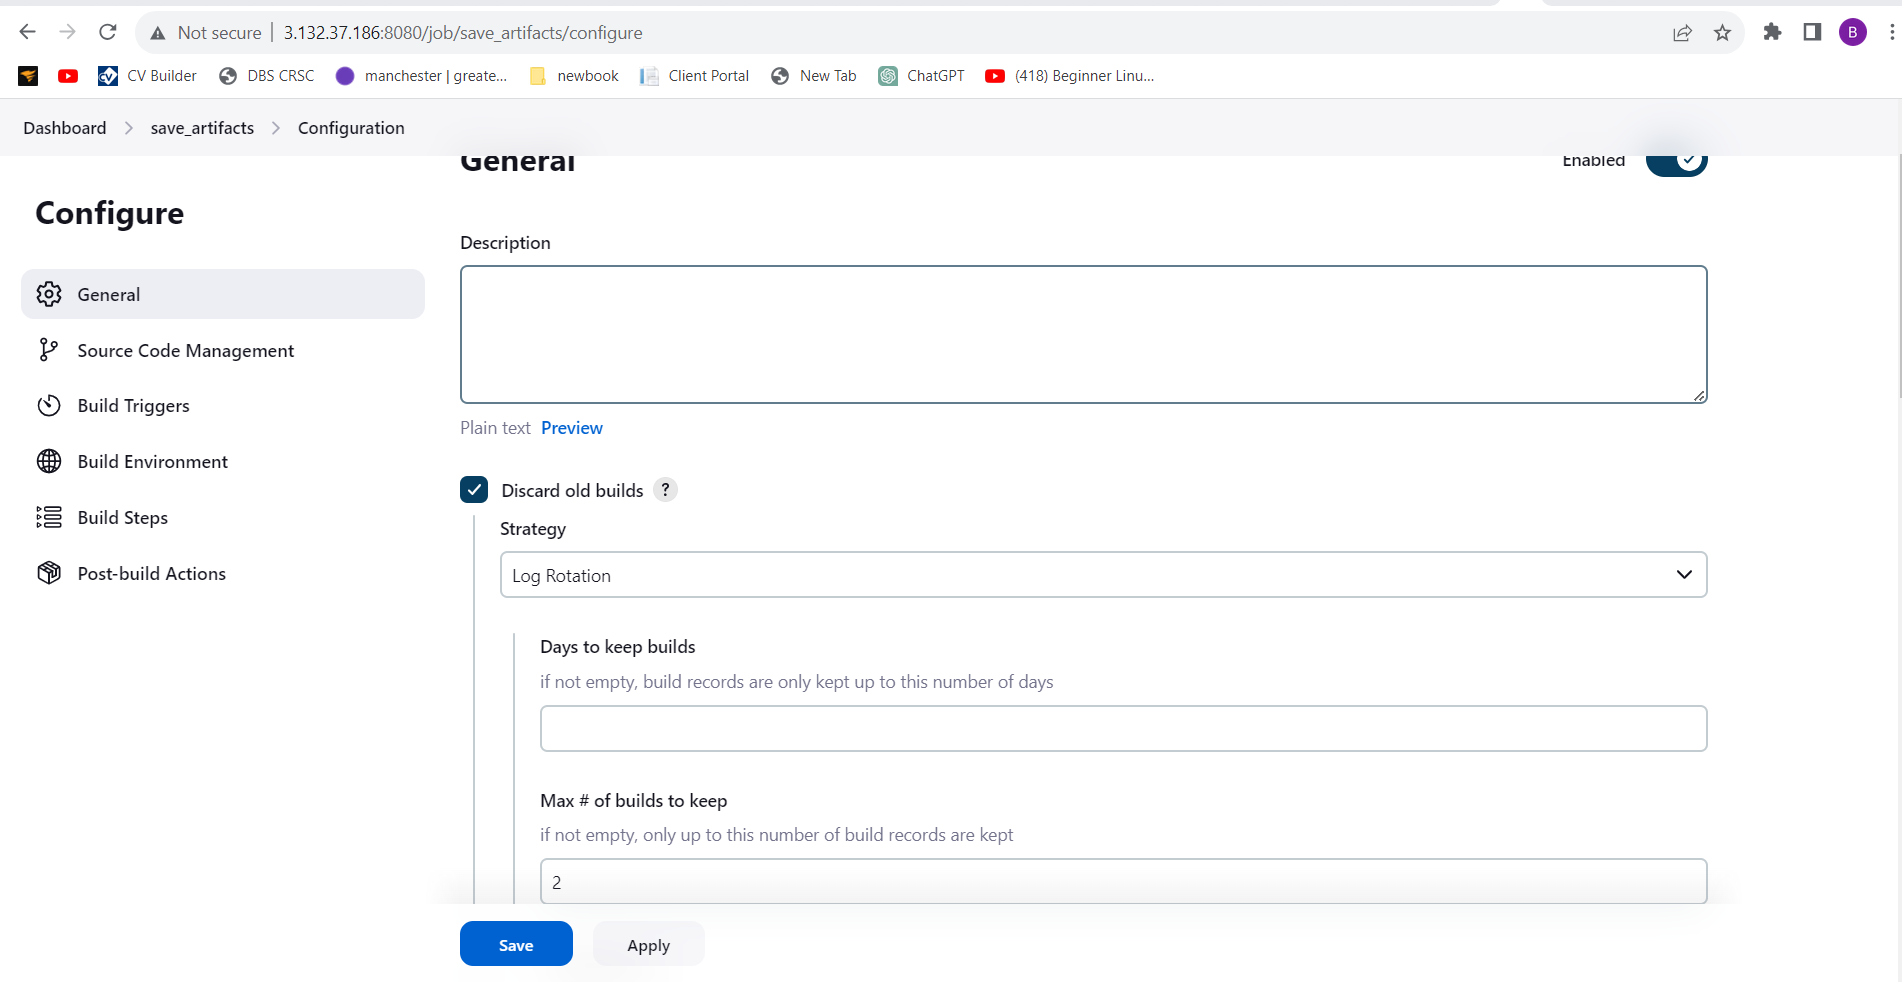 Not secure | 3.132.37.186:8080/job/save_artifacts/configure B
CV Builder DBS CRSC manchester | greate... newbook Client Portal New Tab ChatGPT (418) Beginner Linu...
Dashboard > save_artifacts > Configuration
General Enabled
Configure
General
Source Code Management
Build Triggers
Build Environment
Build Steps
Post-build Actions
Description
Plain text Preview
Discard old builds ?
Strategy
Log Rotation
Days to keep builds
if not empty, build records are only kept up to this number of days
Max # of builds to keep
if not empty, only up to this number of build records are kept
2
Save Apply